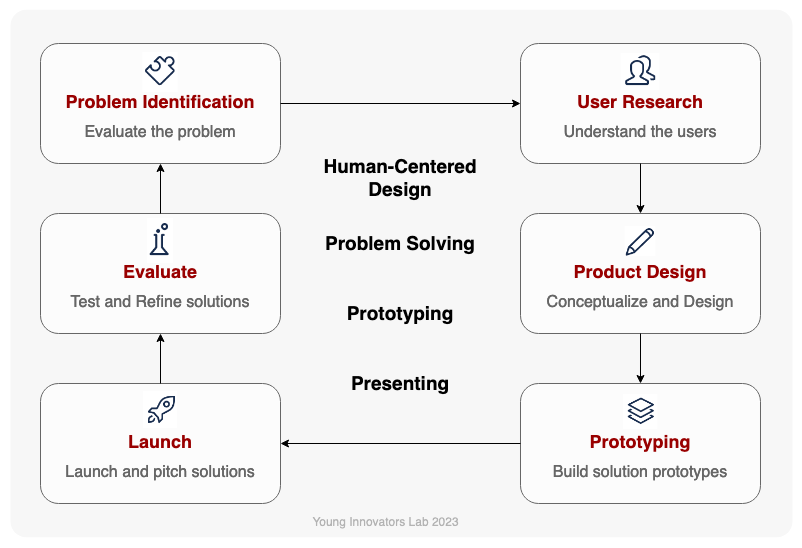 Problem Identification
Evaluate the problem
User Research
Understand the users
Human-Centered
Design
Problem Solving
Prototyping
Presenting
Evaluate
Test and Refine solutions
Product Design
Conceptualize and Design
Launch
Launch and pitch solutions
Prototyping
Build solution prototypes
Young Innovators Lab 2023